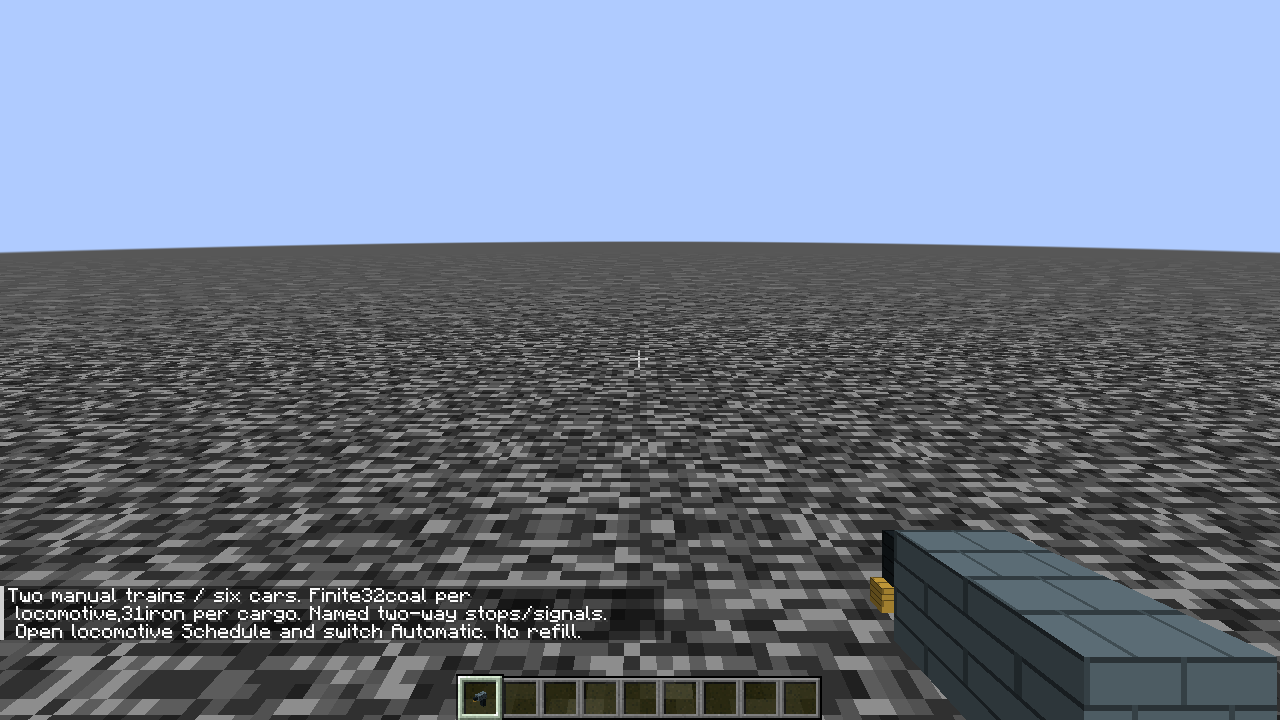 Two manual trains / six cars. Finite32coal per
locomotive,31iron per cargo. Named two-way stops/signals.
Open locomotive Schedule and switch Automatic. No refill.